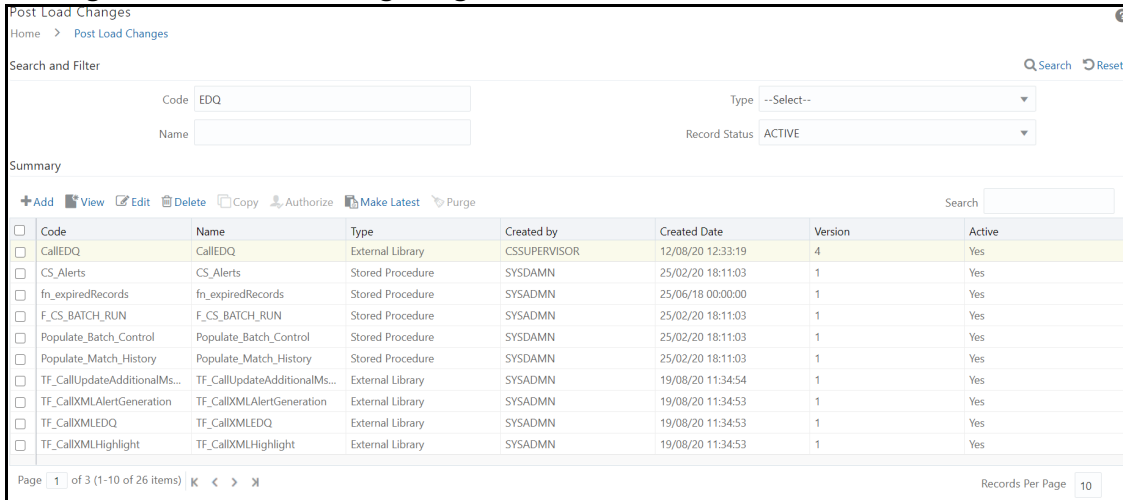 Post Load Changes
Home > Post Load Changes
Search and Filter Search Reset
Code EDQ Type --Select--
Name Record Status ACTIVE
Summary
Add View Edit Delete Copy Authorize Make Latest Purge Search
Code Name Type Created by Created Date Version Active
CallEDQ CallEDQ External Library CSSUPERVISOR 12/08/20 12:33:19 4 Yes
CS_Alerts CS_Alerts Stored Procedure SYSDAMN 25/02/20 18:11:03 1 Yes
fn_expiredRecords fn_expiredRecords Stored Procedure SYSADMN 25/06/18 00:00:00 1 Yes
F_CS_BATCH_RUN F_CS_BATCH_RUN Stored Procedure SYSADMN 25/02/20 18:11:03 1 Yes
Populate_Batch_Control Populate_Batch_Control Stored Procedure SYSADMN 25/02/20 18:11:03 1 Yes
Populate_Match_History Populate_Match_History Stored Procedure SYSDAMN 25/02/20 18:11:03 1 Yes
TF_CallUpdateAdditionalMs... TF_CallUpdateAdditionalMs... External Library SYSADMN 19/08/20 11:34:54 1 Yes
TF_CallXMLAlertGeneration TF_CallXMLAlertGeneration External Library SYSADMN 19/08/20 11:34:53 1 Yes
TF_CallXMLEDQ TF_CallXMLEDQ External Library SYSADMN 19/08/20 11:34:53 1 Yes
TF_CallXMLHighlight TF_CallXMLHighlight External Library SYSADMN 19/08/20 11:34:53 1 Yes
Page 1 of 3 (1-10 of 26 items) Records Per Page 10